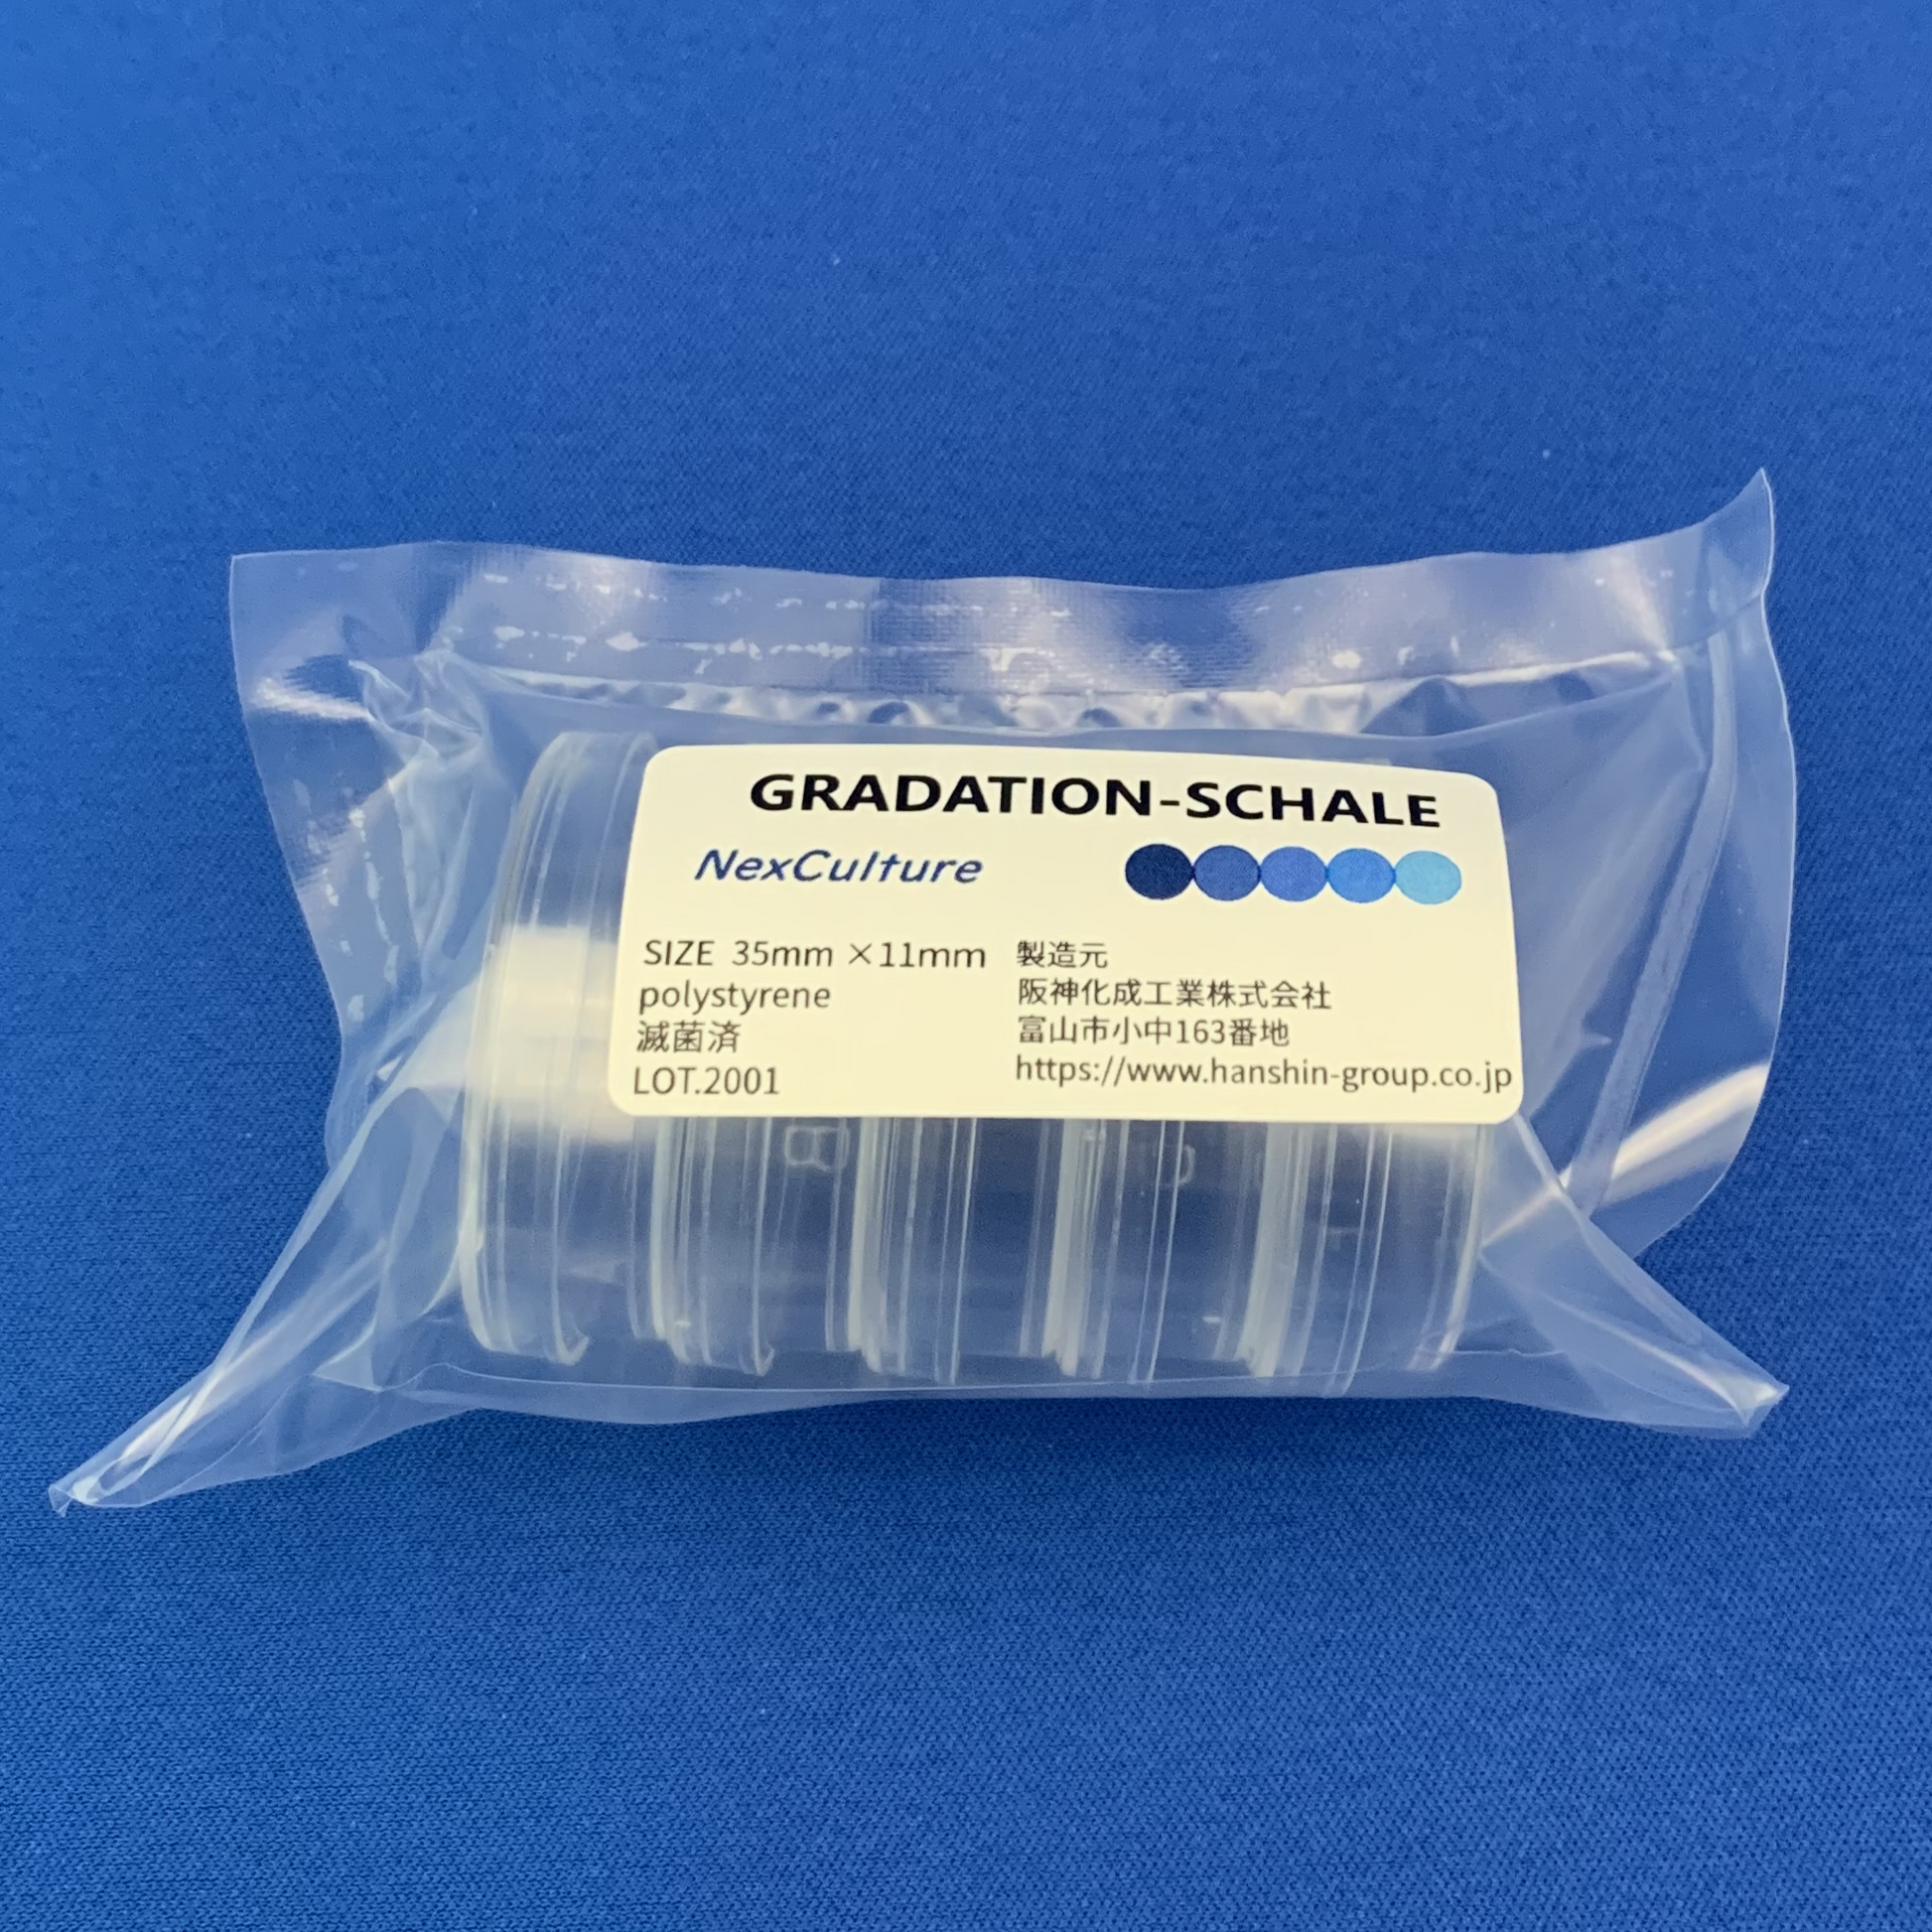 GRADATION-SCHALE
NexCulture
SIZE 35mm ×11mm
polystyrene
滅菌済
LOT.2001
製造元
阪神化成工業株式会社
富山市小中163番地
https://www.hanshin-group.co.jp